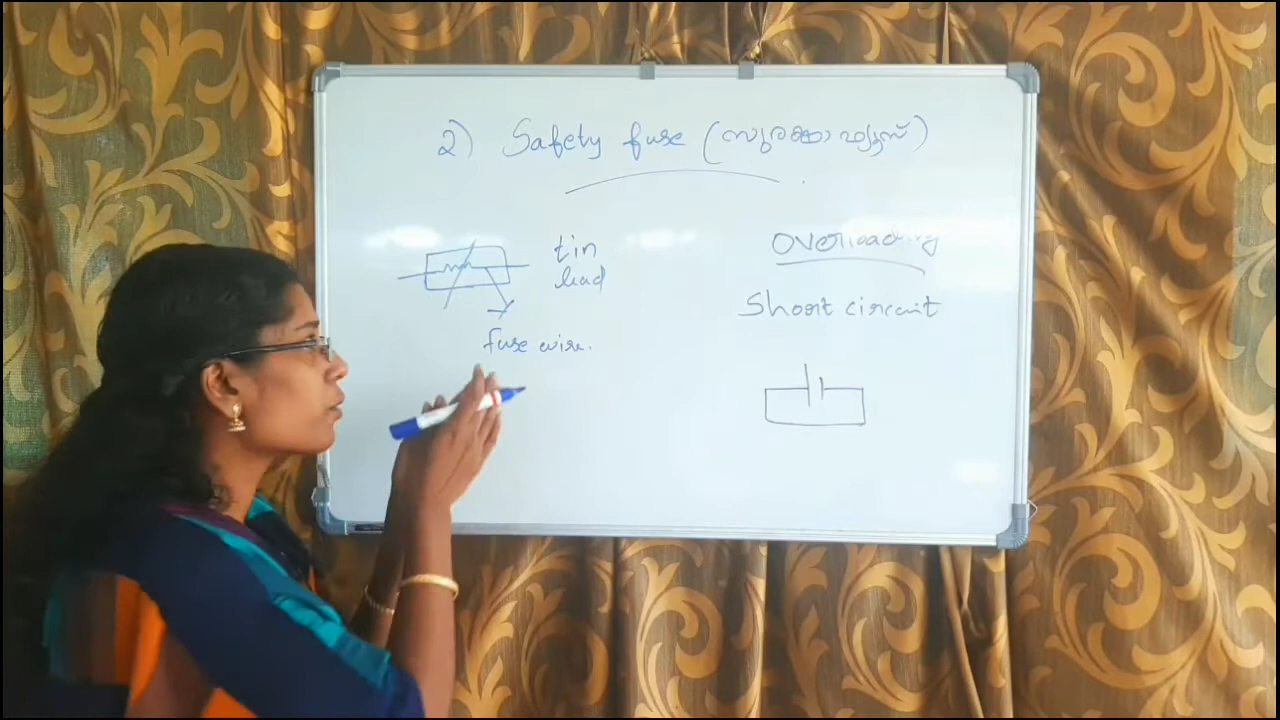 2) Safety fuse (സുരക്ഷാ ഫ്യൂസ്)
tin
lead
fuse wire.
Overloading
Short circuit